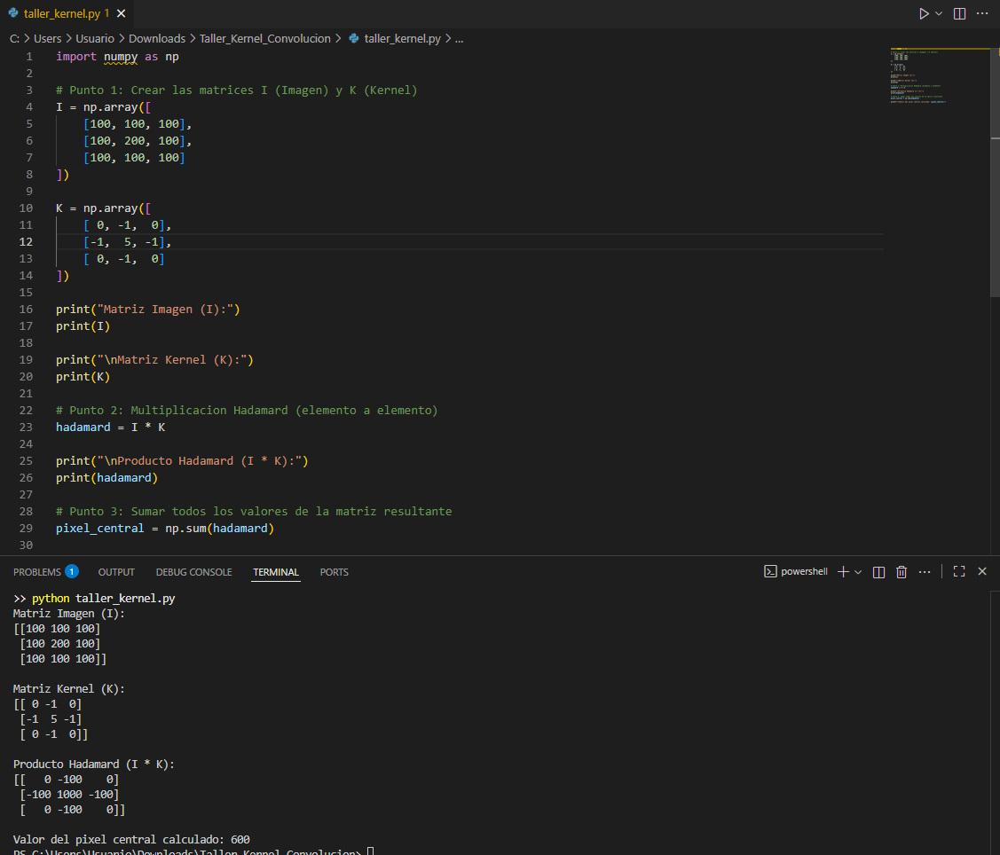 taller_kernel.py 1
C: > Users > Usuario > Downloads > Taller_Kernel_Convolucion > taller_kernel.py > ...
1 import numpy as np
2
3 # Punto 1: Crear las matrices I (Imagen) y K (Kernel)
4 I = np.array([
5     [100, 100, 100],
6     [100, 200, 100],
7     [100, 100, 100]
8 ])
9
10 K = np.array([
11     [ 0, -1,  0],
12     [-1,  5, -1],
13     [ 0, -1,  0]
14 ])
15
16 print("Matriz Imagen (I):")
17 print(I)
18
19 print("\nMatriz Kernel (K):")
20 print(K)
21
22 # Punto 2: Multiplicacion Hadamard (elemento a elemento)
23 hadamard = I * K
24
25 print("\nProducto Hadamard (I * K):")
26 print(hadamard)
27
28 # Punto 3: Sumar todos los valores de la matriz resultante
29 pixel_central = np.sum(hadamard)
30
PROBLEMS 1 OUTPUT DEBUG CONSOLE TERMINAL PORTS powershell
>> python taller_kernel.py
Matriz Imagen (I):
[[100 100 100]
 [100 200 100]
 [100 100 100]]

Matriz Kernel (K):
[[ 0 -1  0]
 [-1  5 -1]
 [ 0 -1  0]]

Producto Hadamard (I * K):
[[   0 -100    0]
 [-100 1000 -100]
 [   0 -100    0]]

Valor del pixel central calculado: 600
PS C:\Users\Usuario\Downloads\Taller_Kernel_Convolucion>